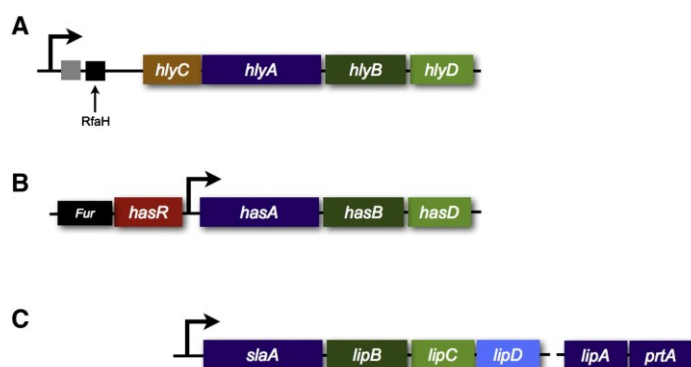 A
hlyC hlyA hlyB hlyD
RfaH
B
Fur hasR hasA hasB hasD
C
slaA lipB lipC lipD lipA prtA